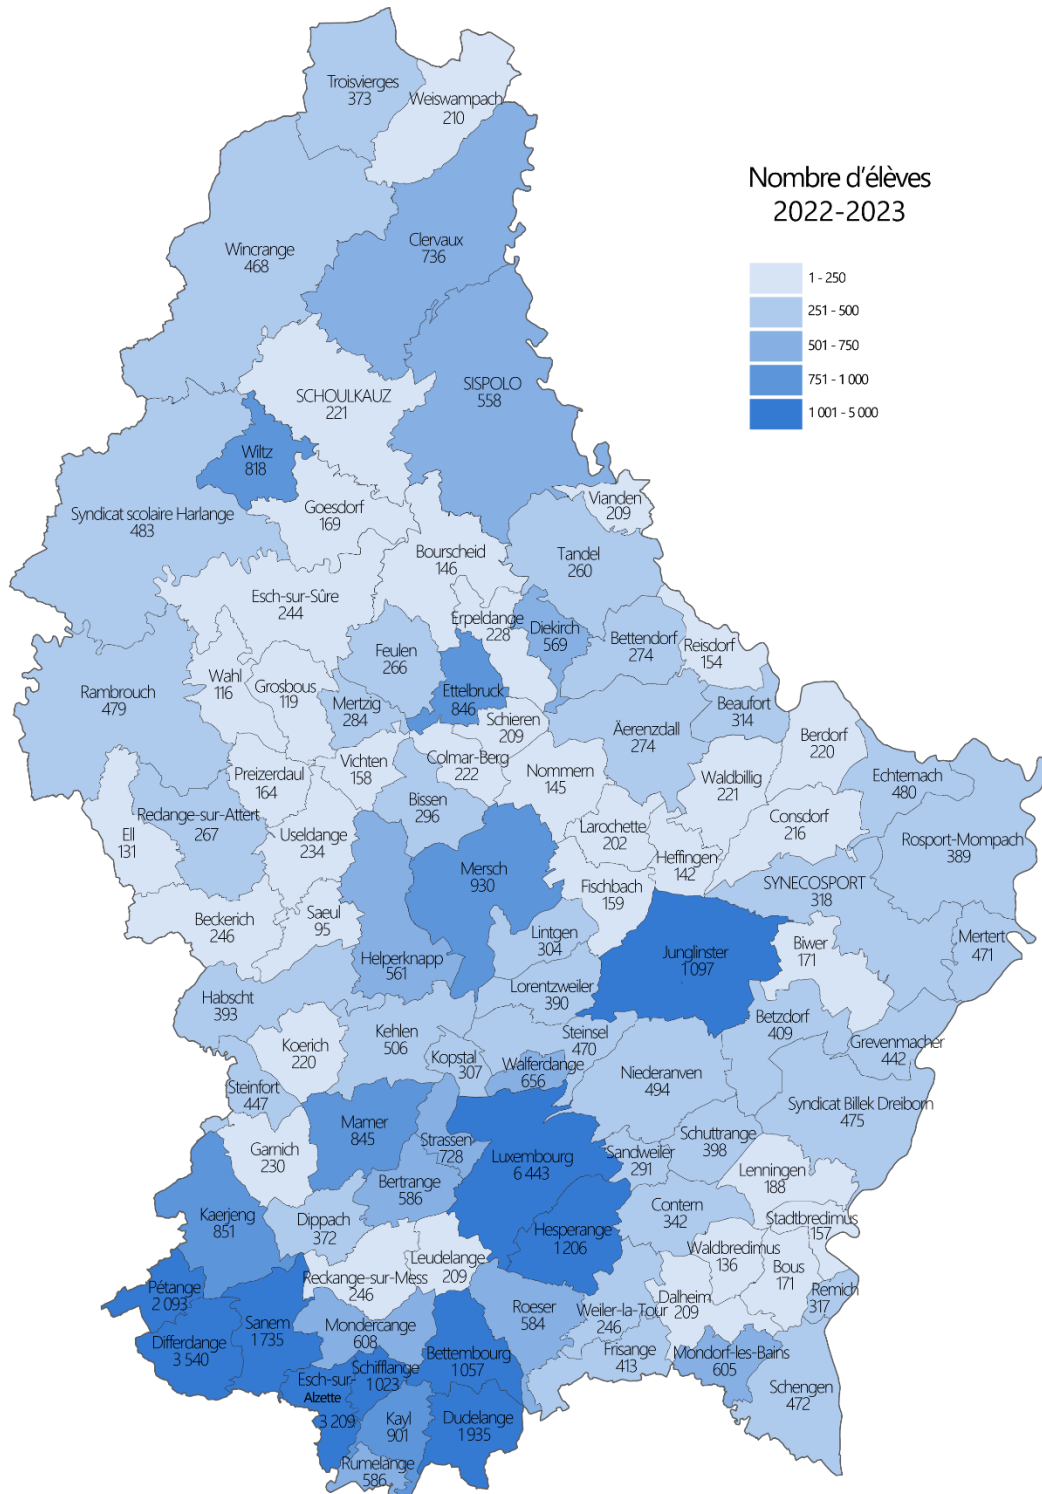 Troisvierges
373
Weiswampach
210
Nombre d'élèves
2022-2023
1 - 250
251 - 500
501 - 750
751 - 1 000
1 001 - 5 000
Wincrange
468
Clervaux
736
SISPOLO
558
SCHOULKAUZ
221
Wiltz
818
Goesdorf
169
Syndicat scolaire Harlange
483
Vianden
209
Bourscheid
146
Tandel
260
Esch-sur-Sûre
244
Erpeldange
228
Diekirch
569
Bettendorf
274
Reisdorf
154
Feulen
266
Wahl
116
Grosbous
119
Rambrouch
479
Mertzig
284
Ettelbruck
846
Schieren
209
Äerenzdall
274
Beaufort
314
Berdorf
220
Preizerdaul
164
Vichten
158
Colmar-Berg
222
Nommern
145
Waldbillig
221
Echternach
480
Bissen
296
Redange-sur-Attert
267
Ell
131
Useldange
234
Larochette
202
Heffingen
142
Consdorf
216
Rosport-Mompach
389
Mersch
930
Fischbach
159
SYNECOSPORT
318
Beckerich
246
Saeul
95
Lintgen
304
Junglinster
1 097
Biwer
171
Mertert
471
Helperknapp
561
Lorentzweiler
390
Habscht
393
Koerich
220
Kehlen
506
Kopstal
307
Steinsel
470
Betzdorf
409
Grevenmacher
442
Walferdange
656
Niederanven
494
Steinfort
447
Syndicat Billek Dreiborn
475
Mamer
845
Strassen
728
Luxembourg
6 443
Sandweiler
291
Schuttrange
398
Garnich
230
Lenningen
188
Bertrange
586
Contern
342
Kaerjeng
851
Dippach
372
Hesperange
1 206
Stadtbredimus
157
Leudelange
209
Waldbredimus
136
Bous
171
Reckange-sur-Mess
246
Pétange
2 093
Dalheim
209
Remich
317
Sanem
1 735
Mondercange
608
Roeser
584
Weiler-la-Tour
246
Differdange
3 540
Bettembourg
1 057
Frisange
413
Mondorf-les-Bains
605
Schifflange
1 023
Esch-sur-
Alzette
3 209
Schengen
472
Kayl
901
Dudelange
1 935
Rumelange
586